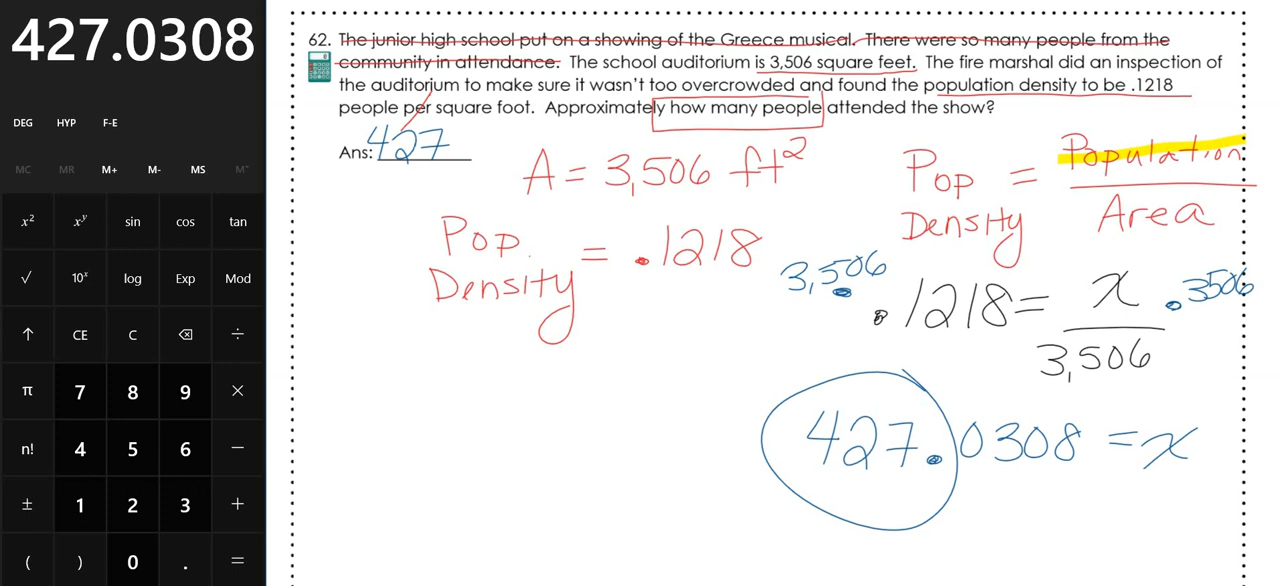 427.0308
DEG HYP F-E
MC MR M+ M- MS M˅
x² xʸ sin cos tan
√ 10ˣ log Exp Mod
↑ CE C ⌫ ÷
π 7 8 9 ×
n! 4 5 6 −
± 1 2 3 +
( ) 0 . =
62. The junior high school put on a showing of the Greece musical. There were so many people from the
community in attendance. The school auditorium is 3,506 square feet. The fire marshal did an inspection of
the auditorium to make sure it wasn't too overcrowded and found the population density to be .1218
people per square foot. Approximately how many people attended the show?
Ans: 427
A = 3,506 ft²
Pop Density = Population / Area
Pop. Density = .1218
3,506 · .1218 = x / 3,506 · 3506
427.0308 = x